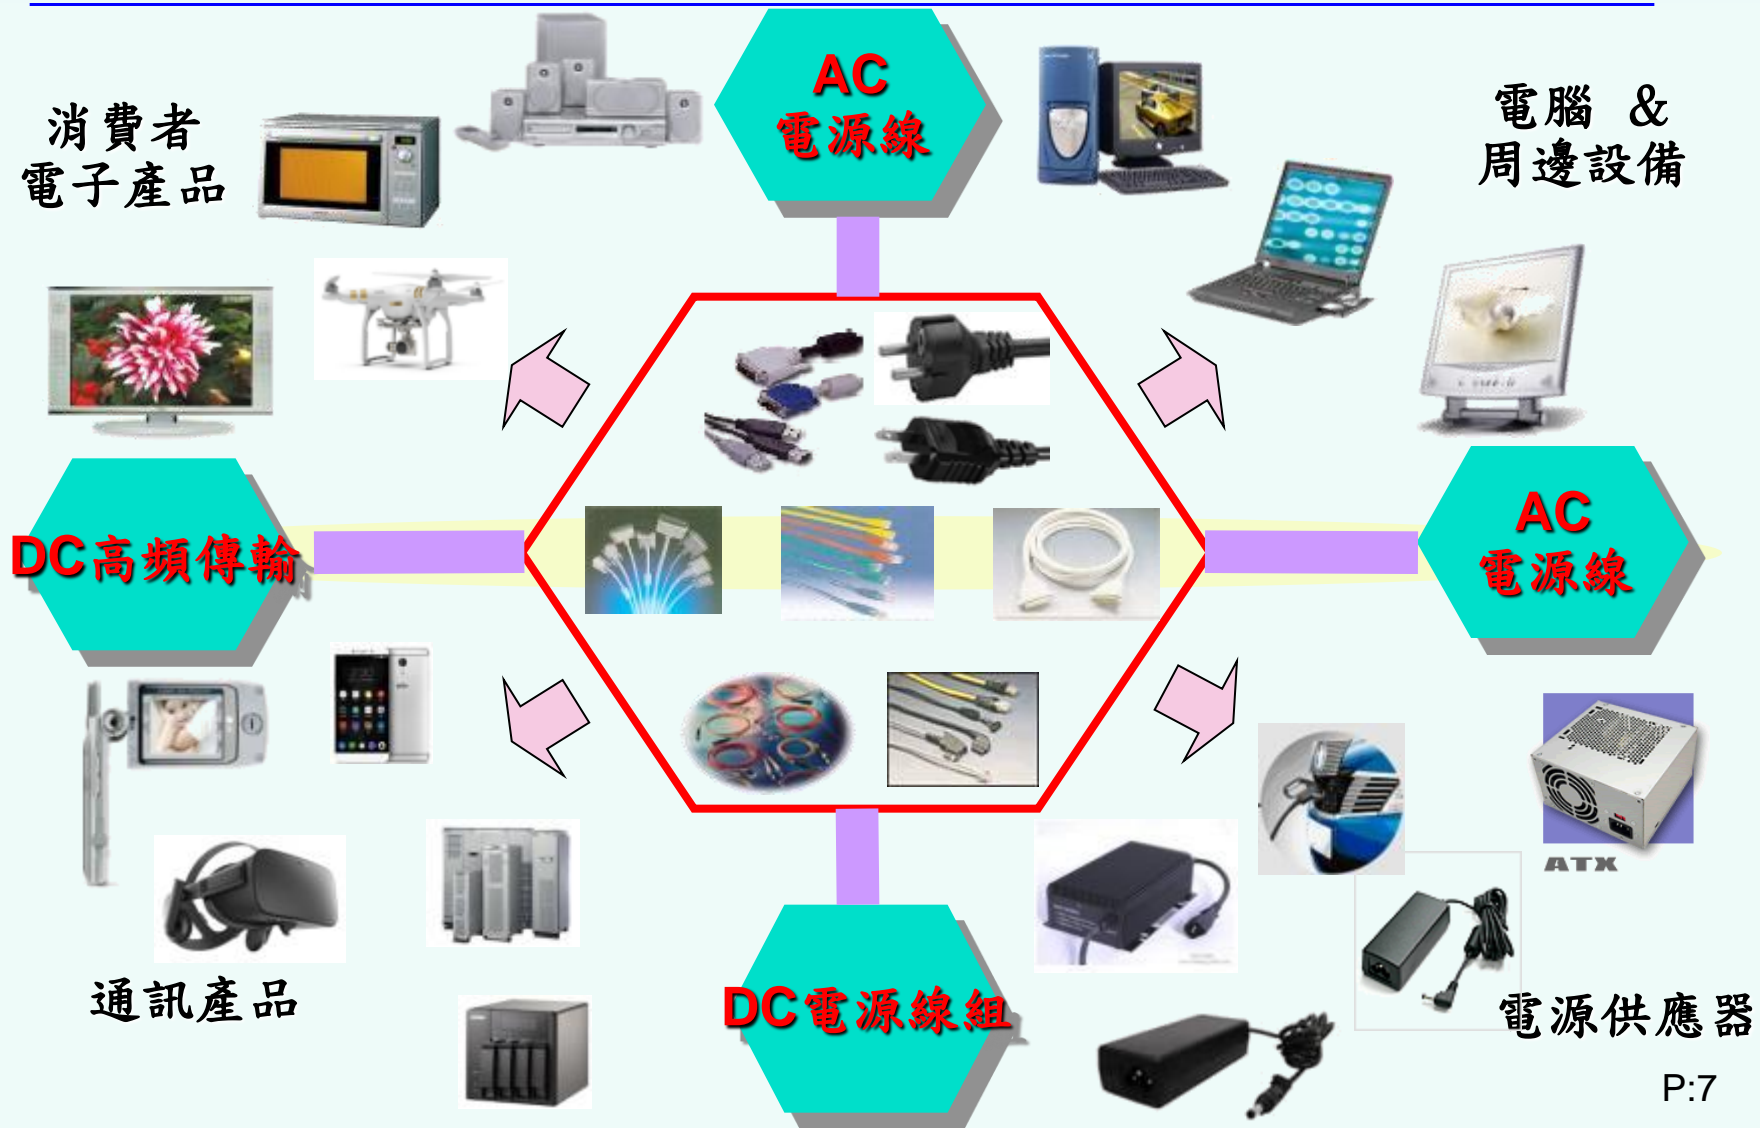 AC
電源線
消費者
電子產品
電腦 &
周邊設備
DC高頻傳輸
AC
電源線
ATX
通訊產品
DC電源線組
電源供應器
P:7